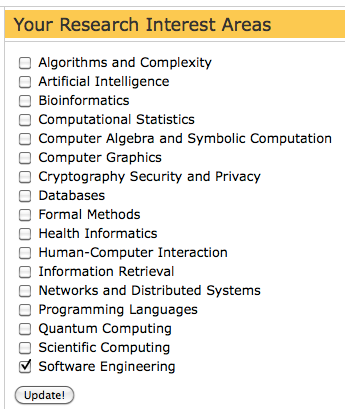 Your Research Interest Areas
Algorithms and Complexity
Artificial Intelligence
Bioinformatics
Computational Statistics
Computer Algebra and Symbolic Computation
Computer Graphics
Cryptography Security and Privacy
Databases
Formal Methods
Health Informatics
Human-Computer Interaction
Information Retrieval
Networks and Distributed Systems
Programming Languages
Quantum Computing
Scientific Computing
Software Engineering
Update!